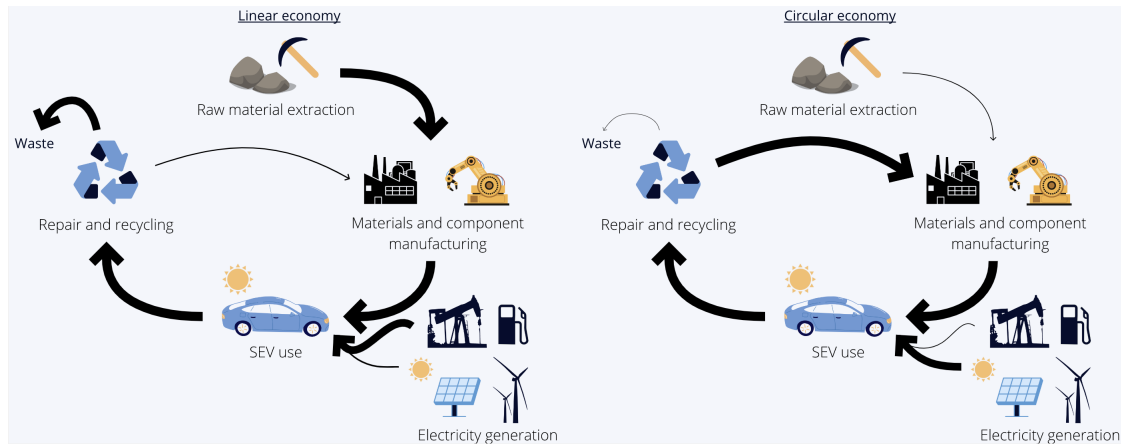 Linear economy
Raw material extraction
Waste
Repair and recycling
Materials and component
manufacturing
SEV use
Electricity generation
Circular economy
Raw material extraction
Waste
Repair and recycling
Materials and component
manufacturing
SEV use
Electricity generation